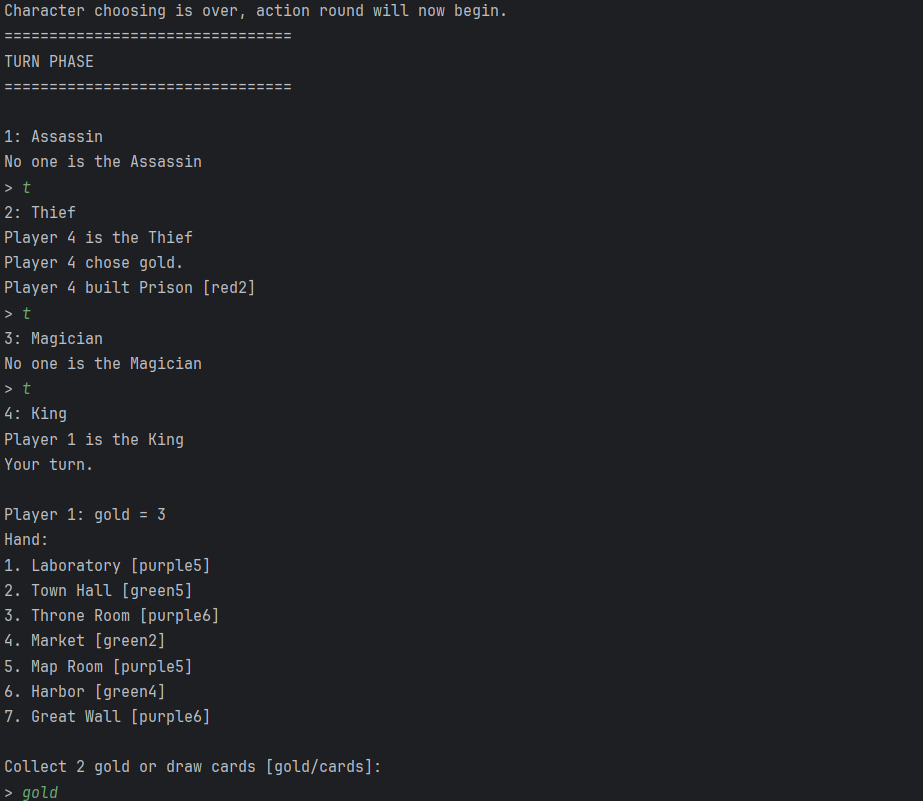 Character choosing is over, action round will now begin.
================================
TURN PHASE
================================
1: Assassin
No one is the Assassin
> t
2: Thief
Player 4 is the Thief
Player 4 chose gold.
Player 4 built Prison [red2]
> t
3: Magician
No one is the Magician
> t
4: King
Player 1 is the King
Your turn.
Player 1: gold = 3
Hand:
1. Laboratory [purple5]
2. Town Hall [green5]
3. Throne Room [purple6]
4. Market [green2]
5. Map Room [purple5]
6. Harbor [green4]
7. Great Wall [purple6]
Collect 2 gold or draw cards [gold/cards]:
> gold